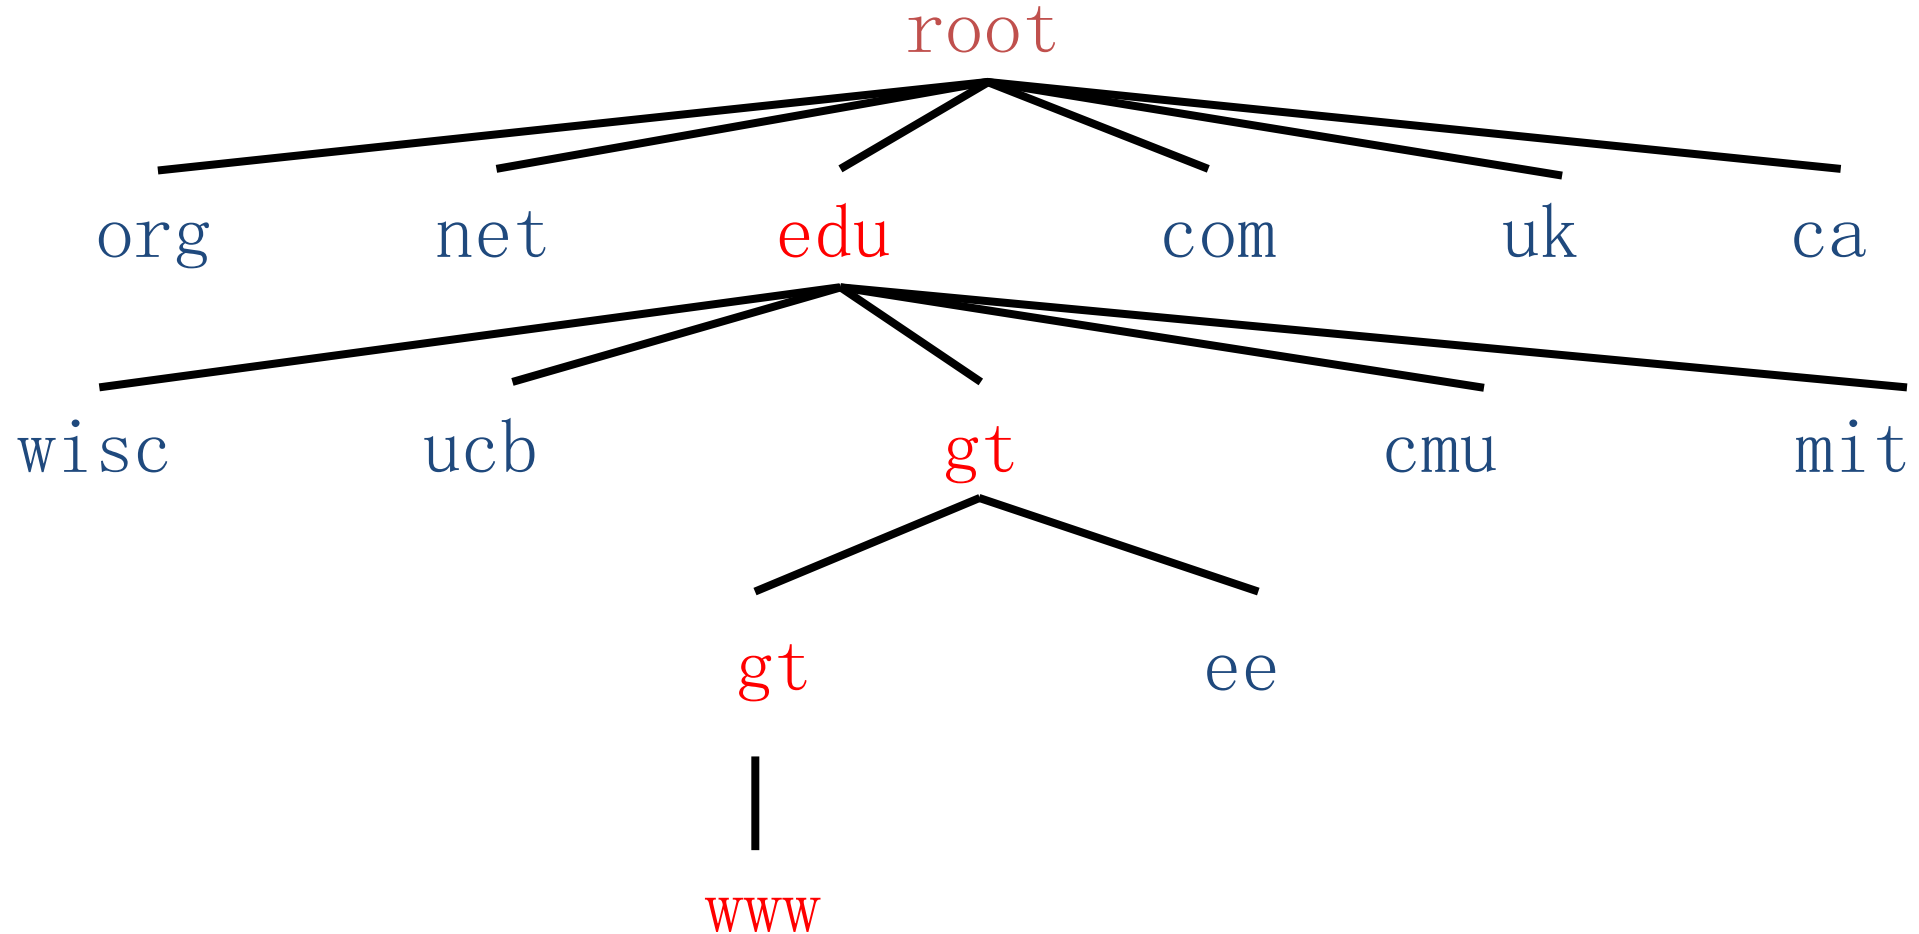 root
org net edu com uk ca
wisc ucb gt cmu mit
gt ee
www